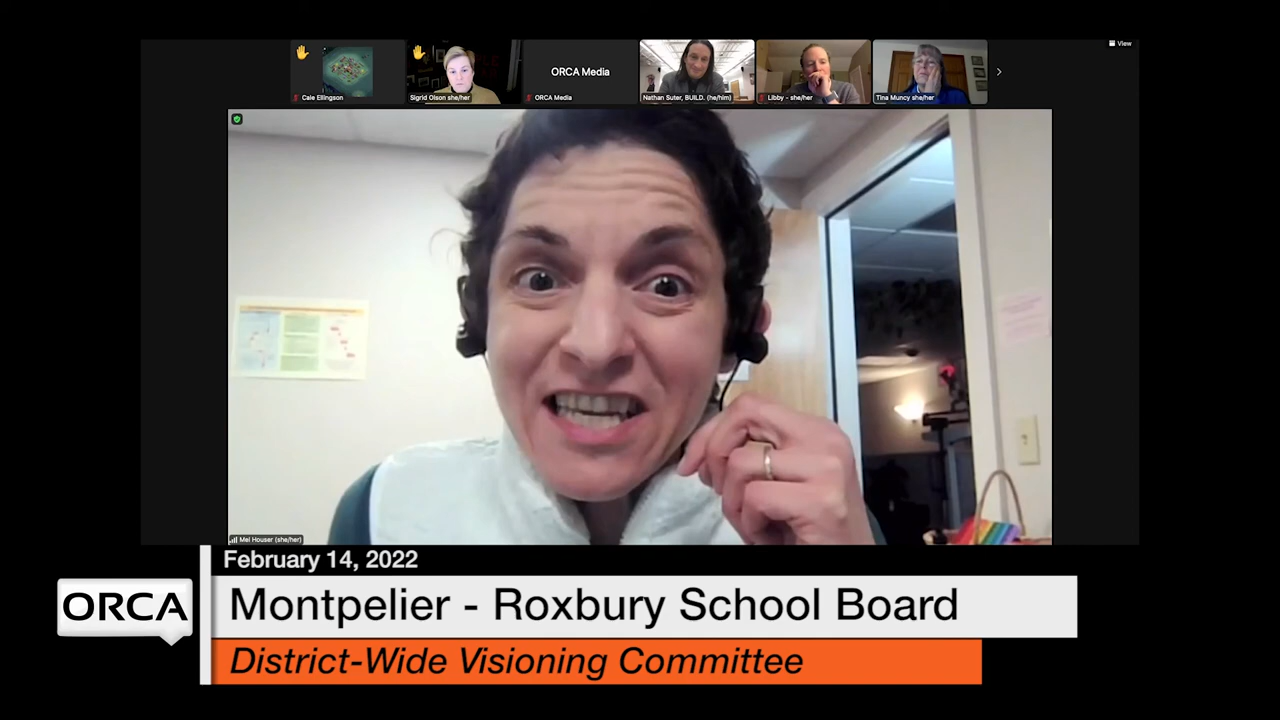 View
Cale Ellingson
Sigrid Olson she/her
ORCA Media
ORCA Media
Nathan Suter, BUILD. (he/him)
Libby - she/her
Tina Muncy she/her
Mel Houser (she/her)
February 14, 2022
ORCA
Montpelier - Roxbury School Board
District-Wide Visioning Committee